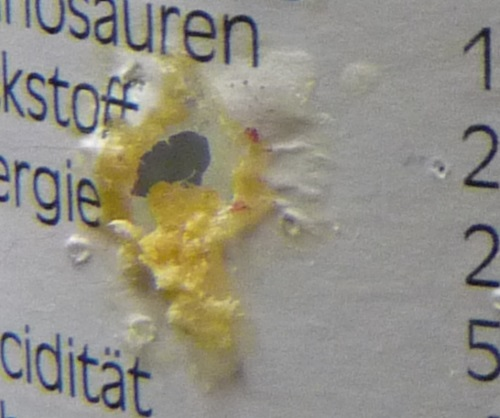 nosäuren 1
kstoff 2
ergie 2
5
cidität